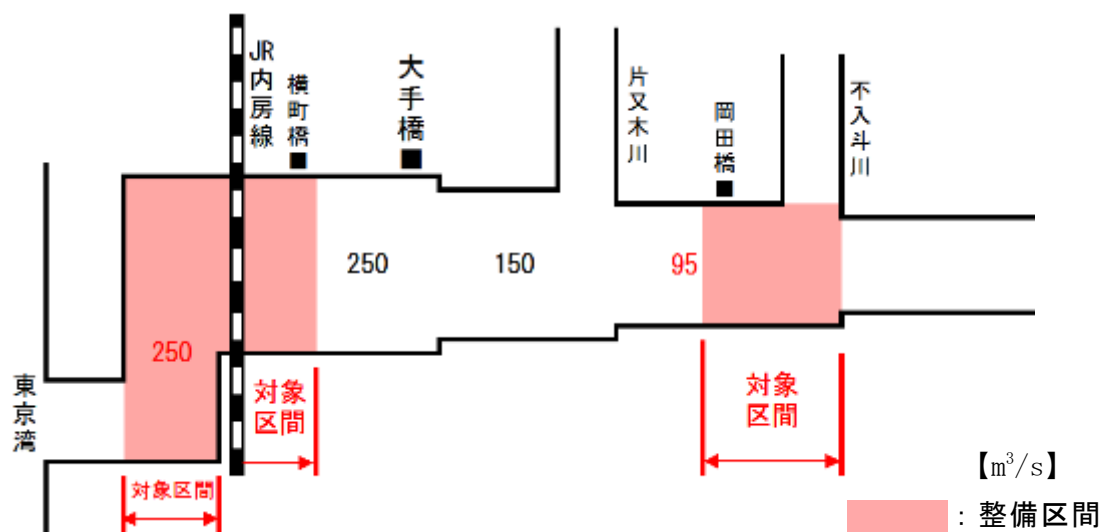 JR内房線
横町橋
大手橋
片又木川
岡田橋
不入斗川
250
150
95
250
東京湾
対象
区間
対象
区間
対象区間
【m³/s】
：整備区間